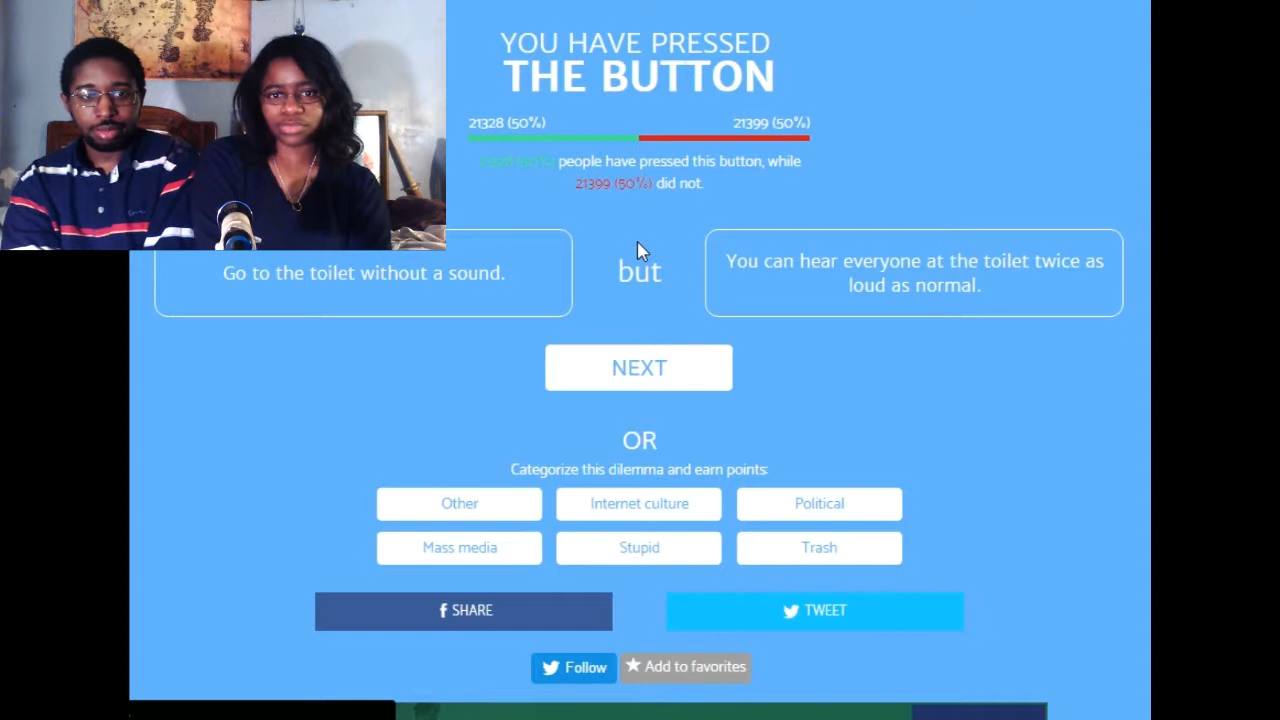 YOU HAVE PRESSED
THE BUTTON
21328 (50%)
21399 (50%)
21328 (50%) people have pressed this button, while
21399 (50%) did not.
Go to the toilet without a sound.
but
You can hear everyone at the toilet twice as
loud as normal.
NEXT
OR
Categorize this dilemma and earn points:
Other
Internet culture
Political
Mass media
Stupid
Trash
SHARE
TWEET
Follow
Add to favorites